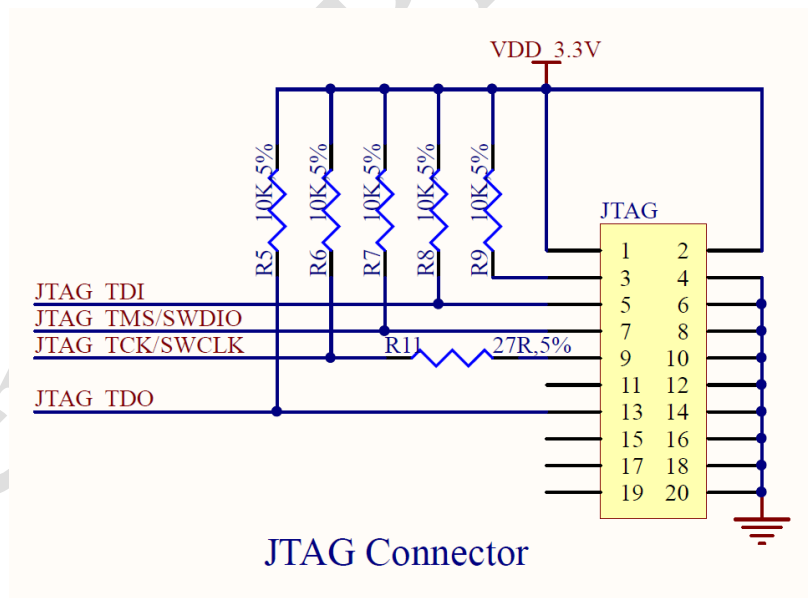 VDD_3.3V
10K,5%
10K,5%
10K,5%
10K,5%
10K,5%
R5
R6
R7
R8
R9
JTAG
1 2
3 4
JTAG_TDI
5 6
JTAG_TMS/SWDIO
7 8
JTAG_TCK/SWCLK
R11
27R,5%
9 10
11 12
JTAG_TDO
13 14
15 16
17 18
19 20
JTAG Connector